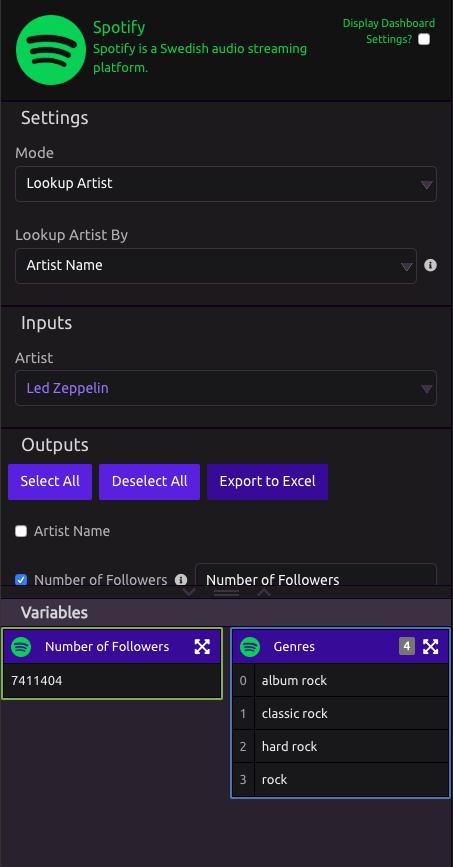 Spotify
Spotify is a Swedish audio streaming
platform.
Display Dashboard
Settings?
Settings
Mode
Lookup Artist
Lookup Artist By
Artist Name
Inputs
Artist
Led Zeppelin
Outputs
Select All
Deselect All
Export to Excel
Artist Name
Number of Followers
Number of Followers
Variables
Number of Followers
7411404
Genres
4
0 album rock
1 classic rock
2 hard rock
3 rock